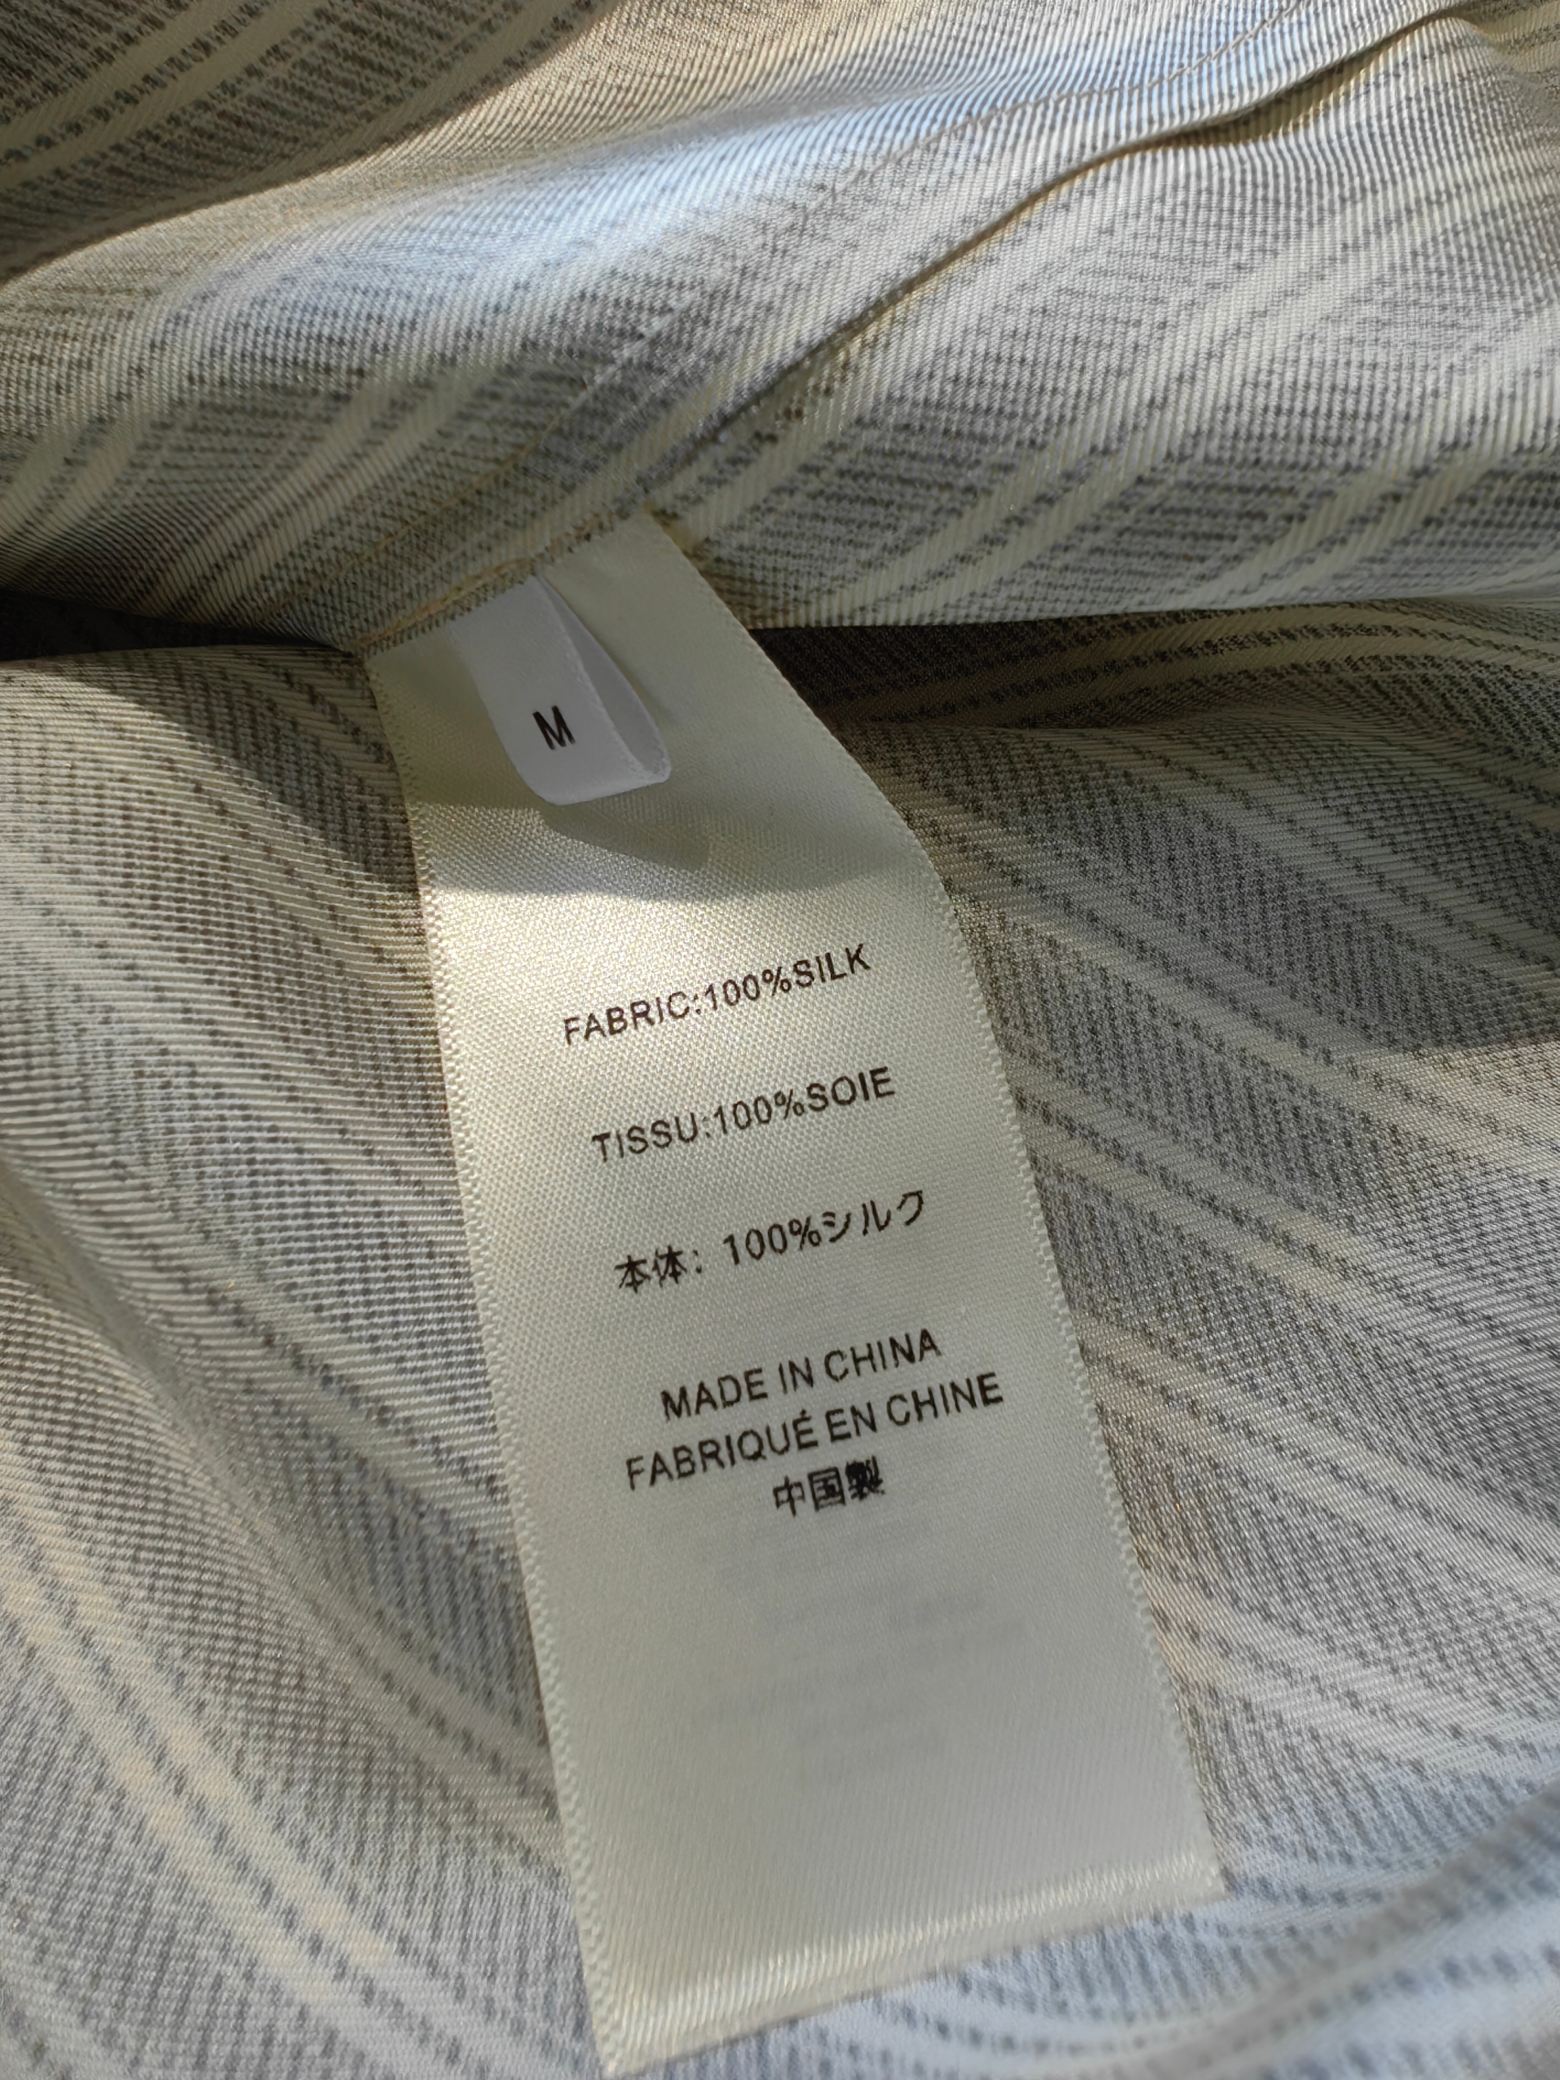 M
FABRIC:100%SILK
TISSU:100%SOIE
本体: 100%シルク
MADE IN CHINA
FABRIQUÉ EN CHINE
中国製